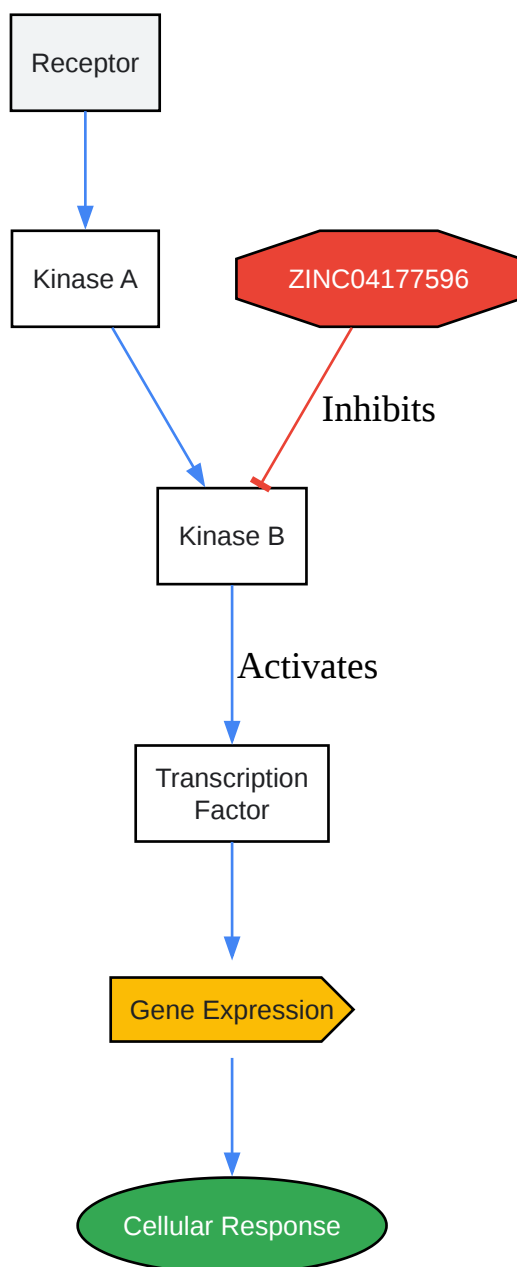 Receptor
Kinase A
ZINC04177596
Inhibits
Kinase B
Activates
Transcription
Factor
Gene Expression
Cellular Response